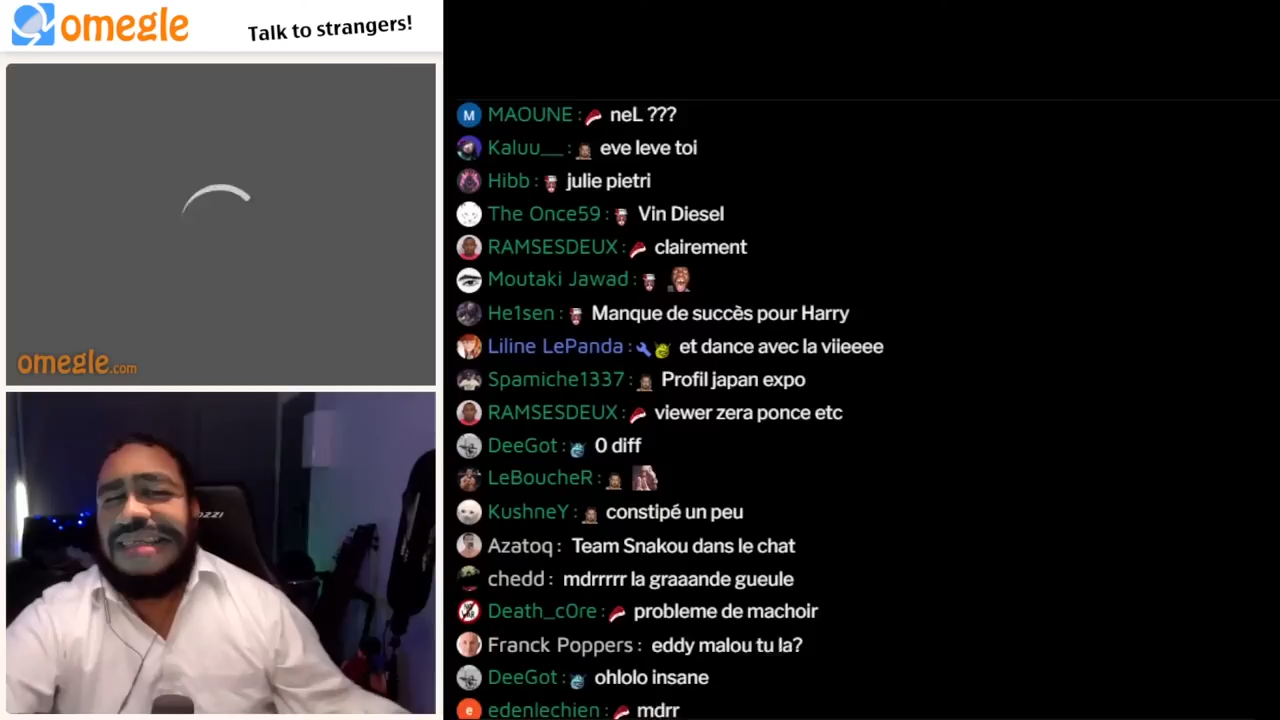 omegle
Talk to strangers!
omegle.com
OZZI
M MAOUNE : neL ???
Kaluu__ : eve leve toi
Hibb : julie pietri
The Once59 : Vin Diesel
RAMSESDEUX : clairement
Moutaki Jawad :
He1sen : Manque de succès pour Harry
Liline LePanda : et dance avec la viieeee
Spamiche1337 : Profil japan expo
RAMSESDEUX : viewer zera ponce etc
DeeGot : 0 diff
LeBoucheR :
KushneY : constipé un peu
Azatoq : Team Snakou dans le chat
chedd : mdrrrrr la graaande gueule
Death_c0re : probleme de machoir
Franck Poppers : eddy malou tu la?
DeeGot : ohlolo insane
e edenlechien : mdrr